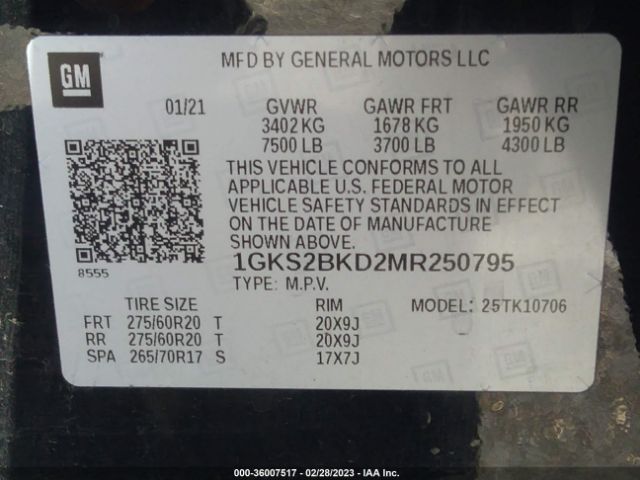 GM
MFD BY GENERAL MOTORS LLC
01/21 GVWR GAWR FRT GAWR RR
3402 KG 1678 KG 1950 KG
7500 LB 3700 LB 4300 LB
THIS VEHICLE CONFORMS TO ALL
APPLICABLE U.S. FEDERAL MOTOR
VEHICLE SAFETY STANDARDS IN EFFECT
ON THE DATE OF MANUFACTURE
SHOWN ABOVE.
8555
1GKS2BKD2MR250795
TYPE: M.P.V.
TIRE SIZE RIM MODEL: 25TK10706
FRT 275/60R20 T 20X9J
RR 275/60R20 T 20X9J
SPA 265/70R17 S 17X7J
000-36007517 - 02/28/2023 - IAA Inc.